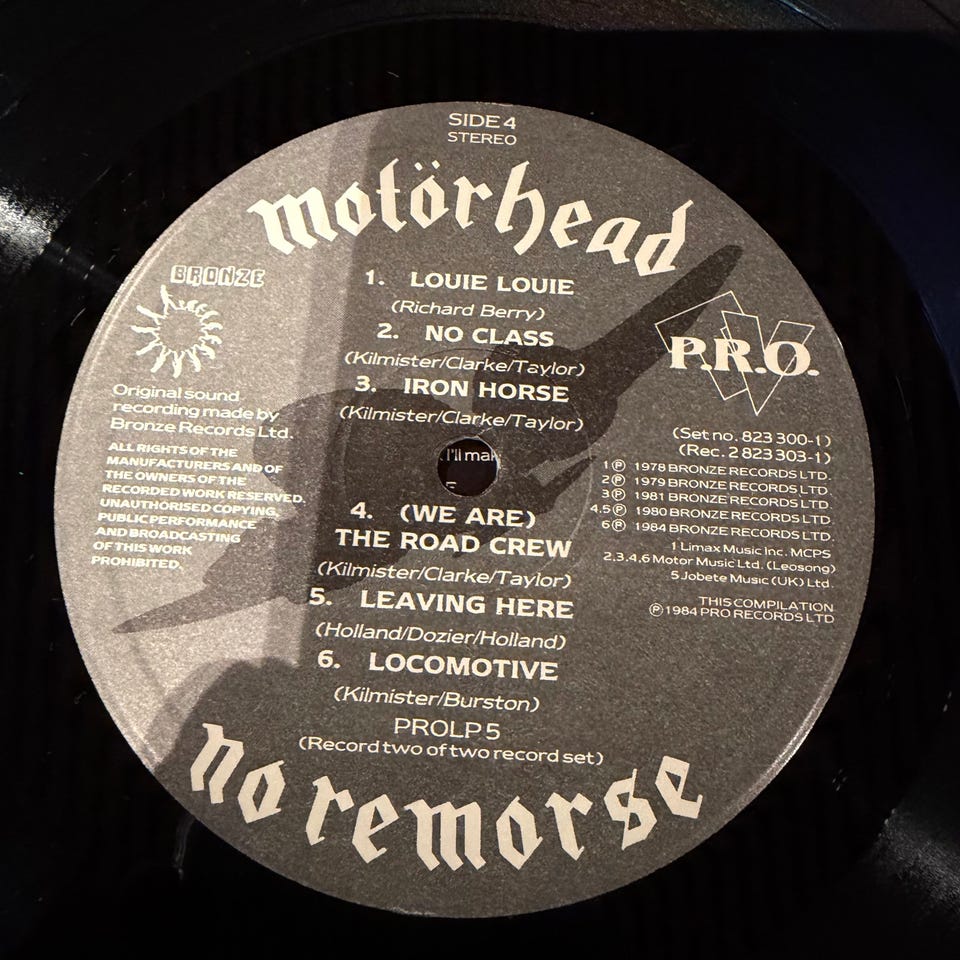 SIDE 4
STEREO
motörhead
BRONZE
1. LOUIE LOUIE
(Richard Berry)
2. NO CLASS
(Kilmister/Clarke/Taylor)
3. IRON HORSE
(Kilmister/Clarke/Taylor)
4. (WE ARE)
THE ROAD CREW
(Kilmister/Clarke/Taylor)
5. LEAVING HERE
(Holland/Dozier/Holland)
6. LOCOMOTIVE
(Kilmister/Burston)
PROLP 5
(Record two of two record set)
Original sound
recording made by
Bronze Records Ltd.
ALL RIGHTS OF THE
MANUFACTURERS AND OF
THE OWNERS OF THE
RECORDED WORK RESERVED.
UNAUTHORISED COPYING,
PUBLIC PERFORMANCE
AND BROADCASTING
OF THIS WORK
PROHIBITED.
P.R.O.
(Set no. 823 300-1)
(Rec. 2 823 303-1)
1 ℗ 1978 BRONZE RECORDS LTD.
2 ℗ 1979 BRONZE RECORDS LTD.
3 ℗ 1981 BRONZE RECORDS LTD.
4.5 ℗ 1980 BRONZE RECORDS LTD.
6 ℗ 1984 BRONZE RECORDS LTD.
1 Limax Music Inc. MCPS
2,3,4,6 Motor Music Ltd. (Leosong)
5 Jobete Music (UK) Ltd.
THIS COMPILATION
℗ 1984 PRO RECORDS LTD
I'll mak
no remorse